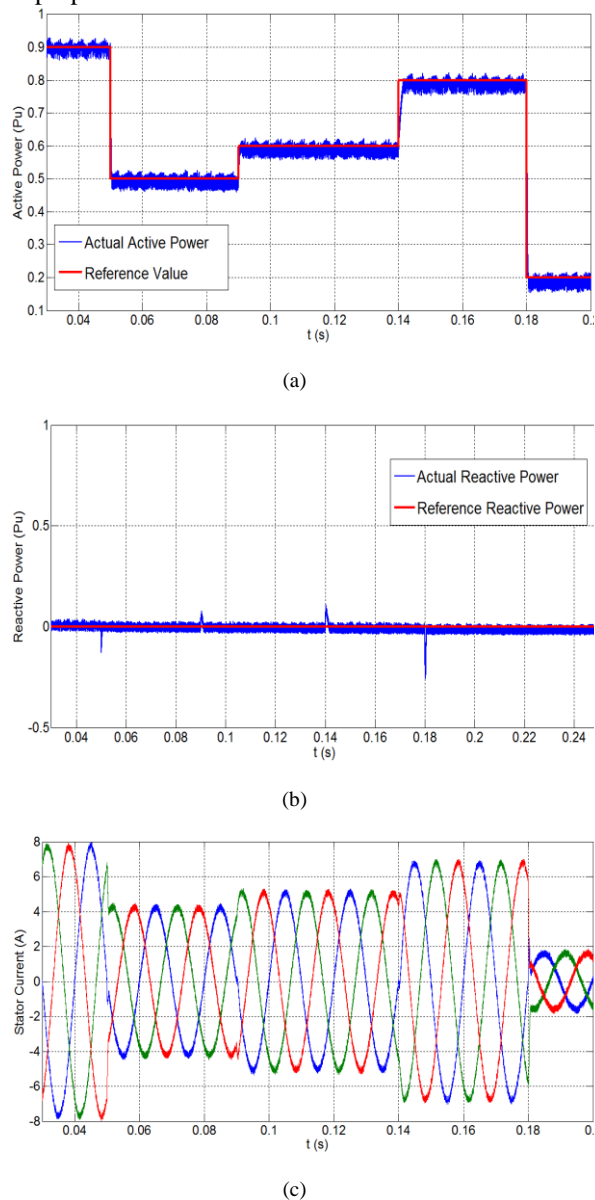 0.9
0.8
0.7
0.6
0.5
0.4
0.3
0.2
0.1
Active Power (Pu)
Actual Active Power
Reference Value
0.04 0.06 0.08 0.1 0.12 0.14 0.16 0.18 0.2
t (s)
(a)
1
0.5
0
-0.5
Reactive Power (Pu)
Actual Reactive Power
Reference Reactive Power
0.04 0.06 0.08 0.1 0.12 0.14 0.16 0.18 0.2 0.22 0.24
t (s)
(b)
8
6
4
2
0
-2
-4
-6
-8
Stator Current (A)
0.04 0.06 0.08 0.1 0.12 0.14 0.16 0.18 0.2
t (s)
(c)